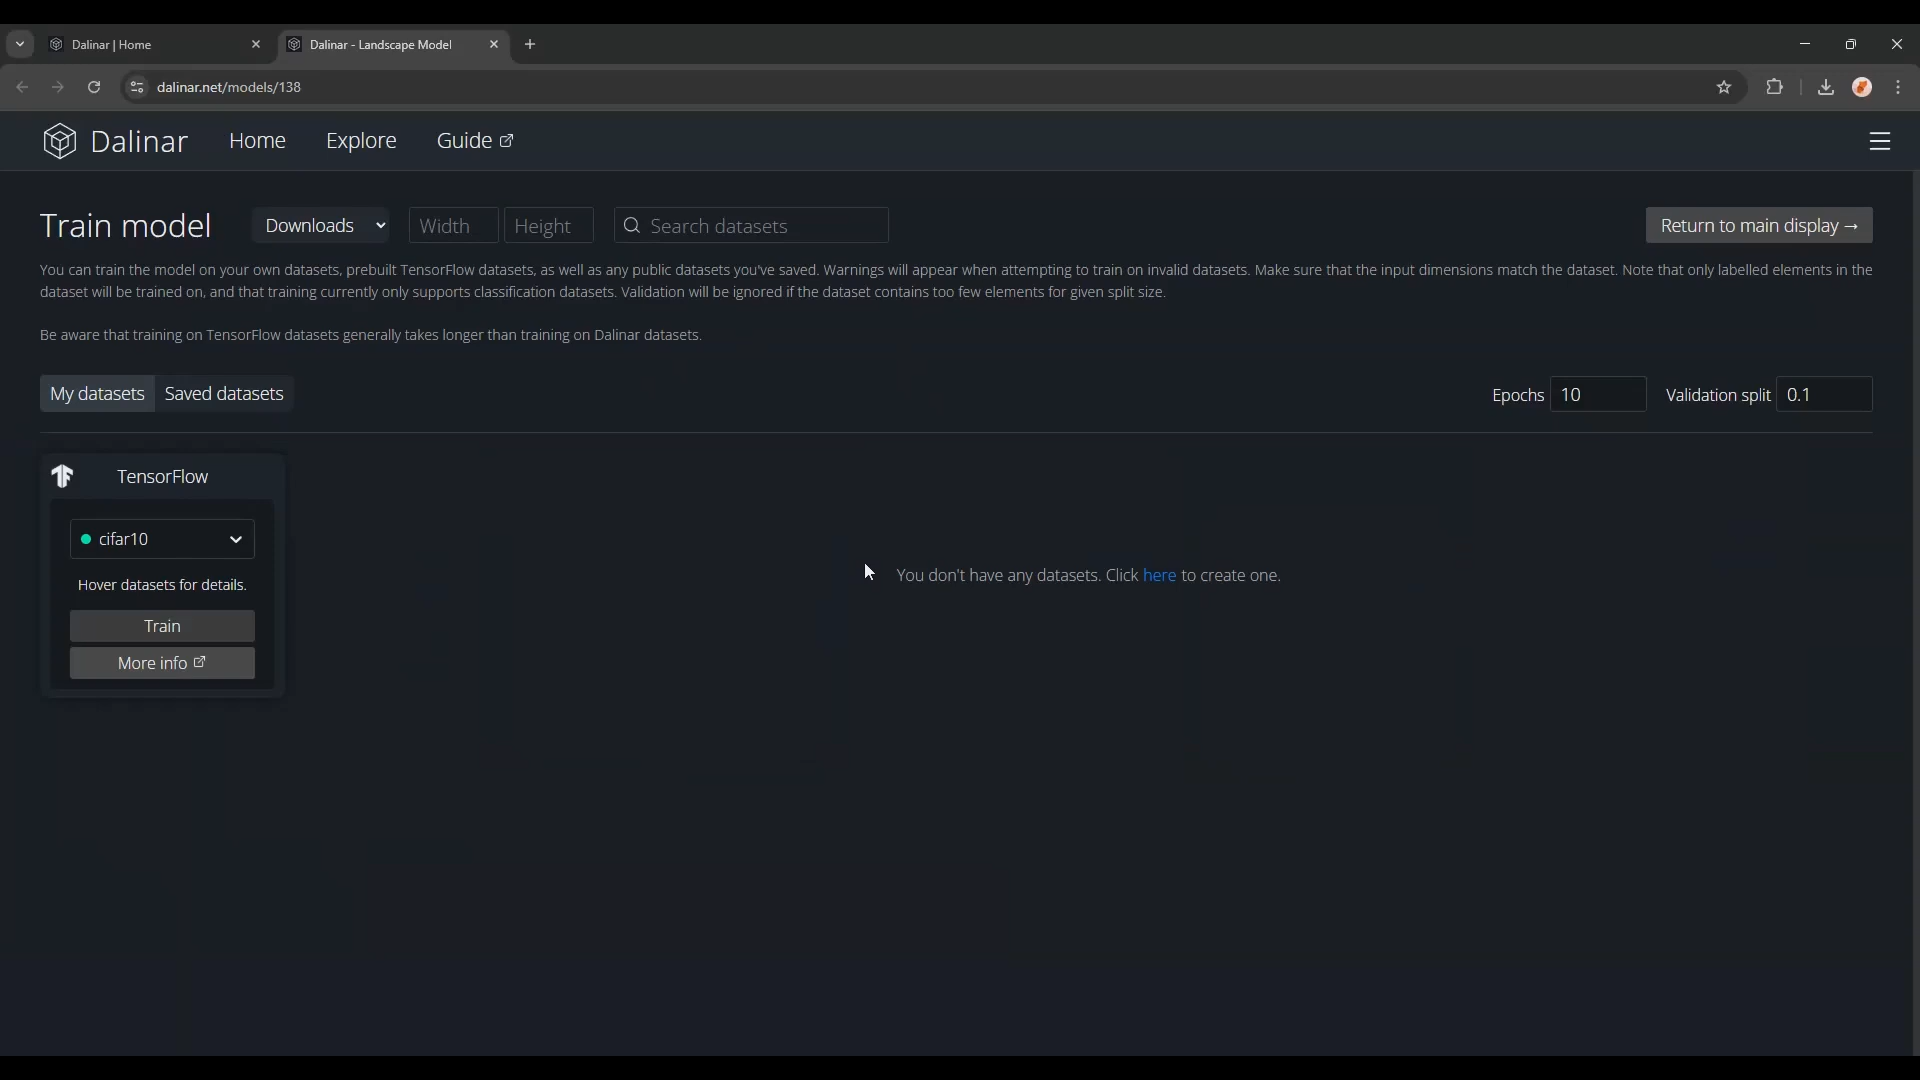 Dalinar | Home
Dalinar - Landscape Model
dalinar.net/models/138
Dalinar Home Explore Guide
Train model Downloads Width Height Search datasets Return to main display →
You can train the model on your own datasets, prebuilt TensorFlow datasets, as well as any public datasets you've saved. Warnings will appear when attempting to train on invalid datasets. Make sure that the input dimensions match the dataset. Note that only labelled elements in the
dataset will be trained on, and that training currently only supports classification datasets. Validation will be ignored if the dataset contains too few elements for given split size.
Be aware that training on TensorFlow datasets generally takes longer than training on Dalinar datasets.
My datasets Saved datasets Epochs 10 Validation split 0.1
TensorFlow
cifar10
Hover datasets for details.
Train
More info
You don't have any datasets. Click here to create one.